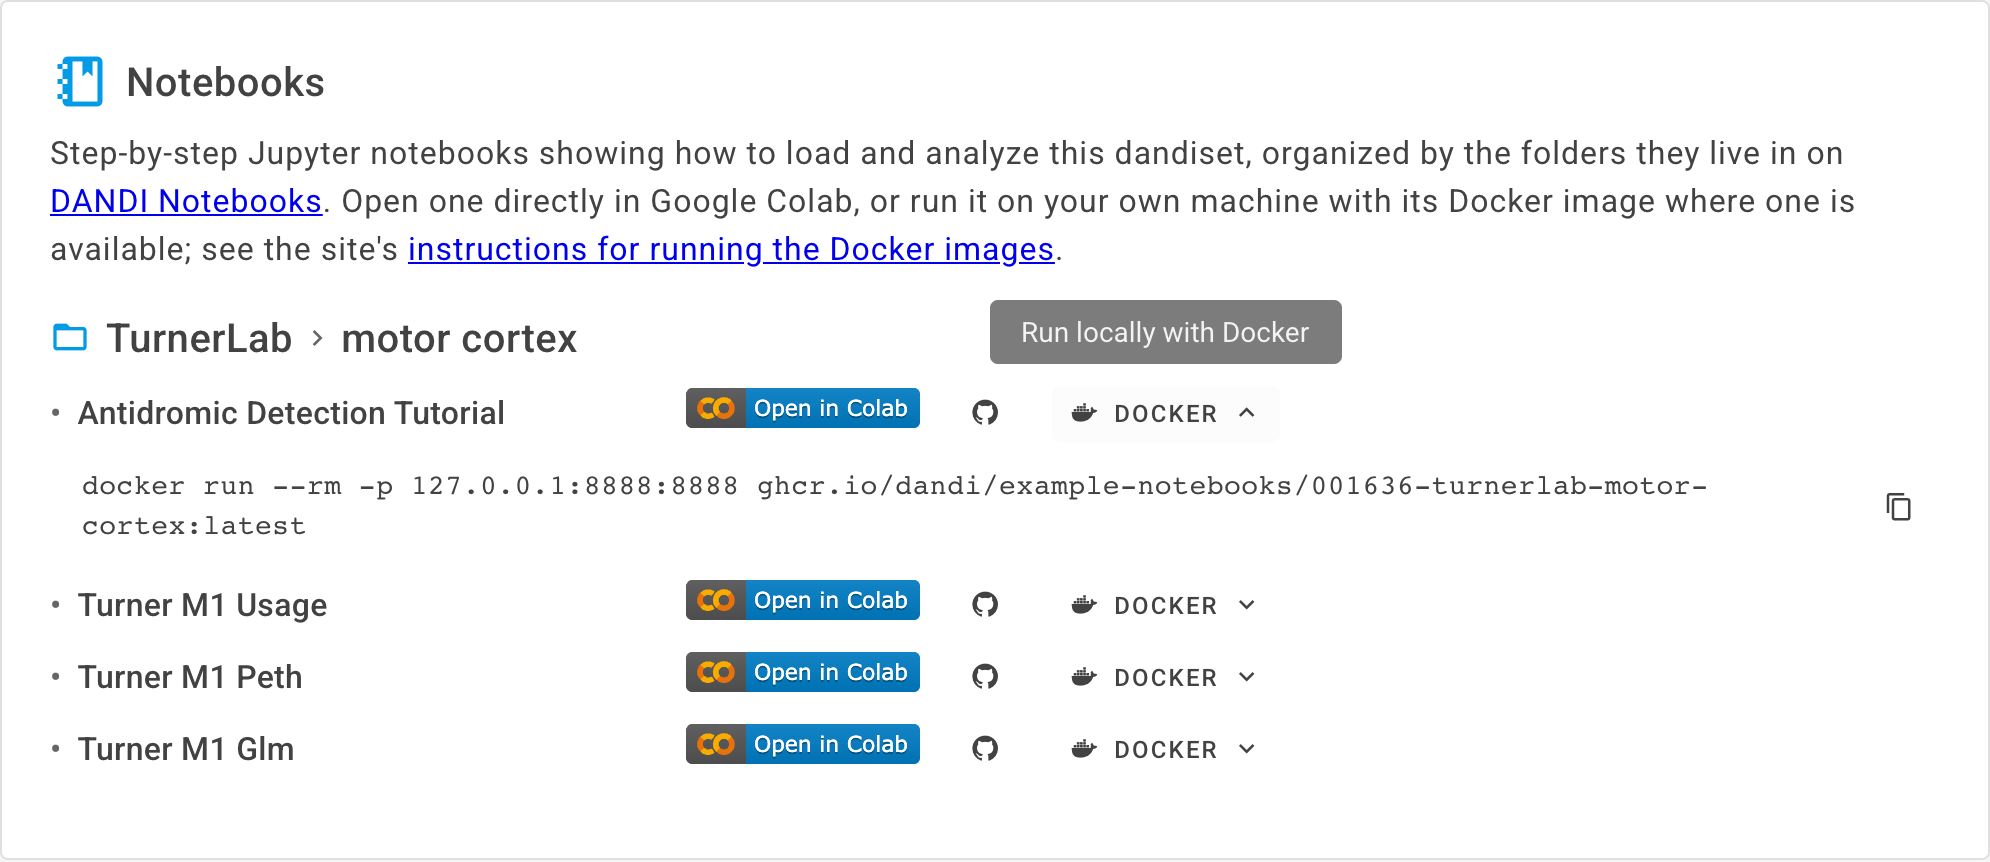 Notebooks
Step-by-step Jupyter notebooks showing how to load and analyze this dandiset, organized by the folders they live in on
DANDI Notebooks. Open one directly in Google Colab, or run it on your own machine with its Docker image where one is
available; see the site's instructions for running the Docker images.
TurnerLab › motor cortex
Run locally with Docker
• Antidromic Detection Tutorial Open in Colab DOCKER
docker run --rm -p 127.0.0.1:8888:8888 ghcr.io/dandi/example-notebooks/001636-turnerlab-motor-
cortex:latest
• Turner M1 Usage Open in Colab DOCKER
• Turner M1 Peth Open in Colab DOCKER
• Turner M1 Glm Open in Colab DOCKER